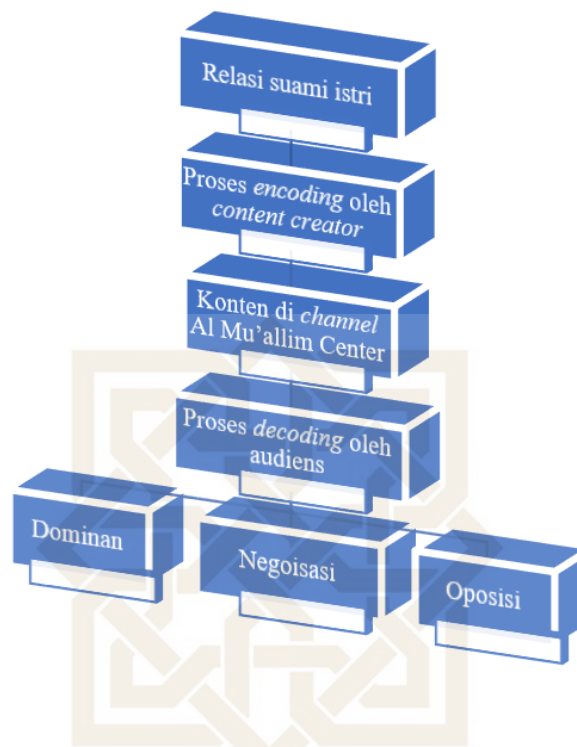 Relasi suami istri
Proses encoding oleh
content creator
Konten di channel
Al Mu’allim Center
Proses decoding oleh
audiens
Dominan
Negoisasi
Oposisi